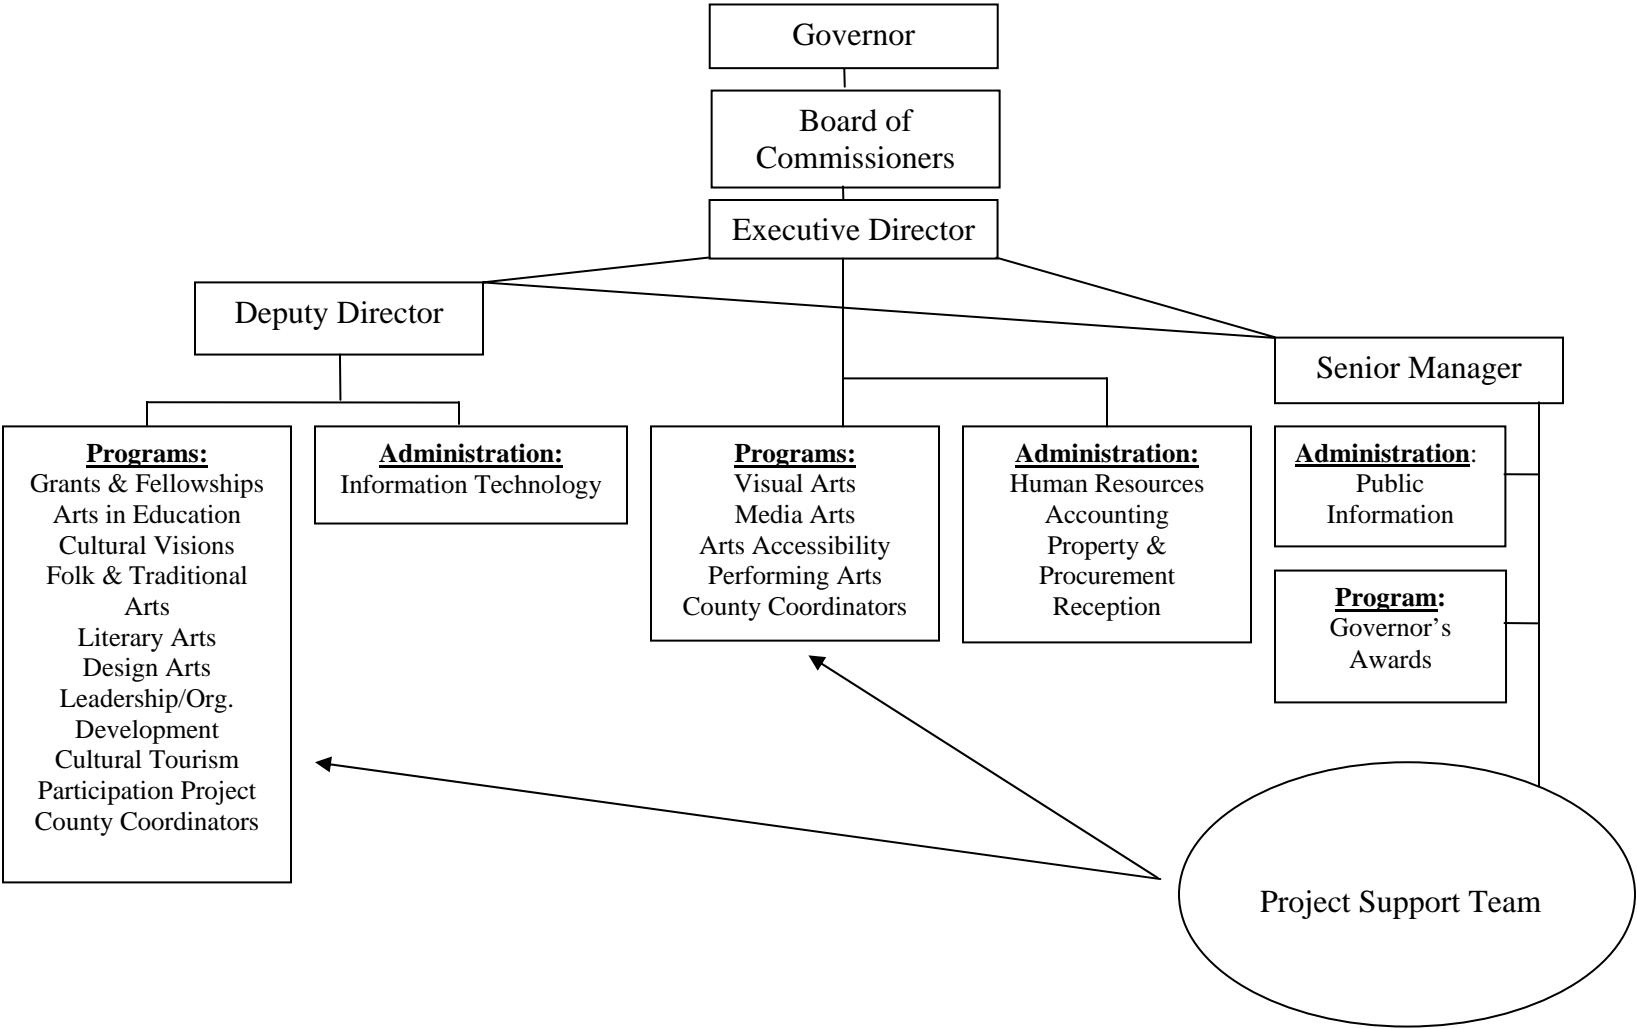 Governor
Board of
Commissioners
Executive Director
Deputy Director
Senior Manager
Programs:
Grants & Fellowships
Arts in Education
Cultural Visions
Folk & Traditional
Arts
Literary Arts
Design Arts
Leadership/Org.
Development
Cultural Tourism
Participation Project
County Coordinators
Administration:
Information Technology
Programs:
Visual Arts
Media Arts
Arts Accessibility
Performing Arts
County Coordinators
Administration:
Human Resources
Accounting
Property &
Procurement
Reception
Administration:
Public
Information
Program:
Governor’s
Awards
Project Support Team